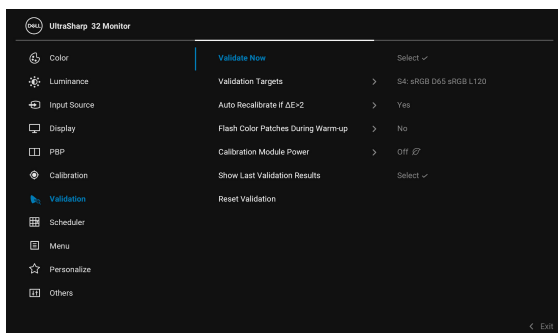 DELL UltraSharp 32 Monitor
Color
Luminance
Input Source
Display
PBP
Calibration
Validation
Scheduler
Menu
Personalize
Others
Validate Now Select
Validation Targets S4: sRGB D65 sRGB L120
Auto Recalibrate if ΔE>2 Yes
Flash Color Patches During Warm-up No
Calibration Module Power Off
Show Last Validation Results Select
Reset Validation
Exit